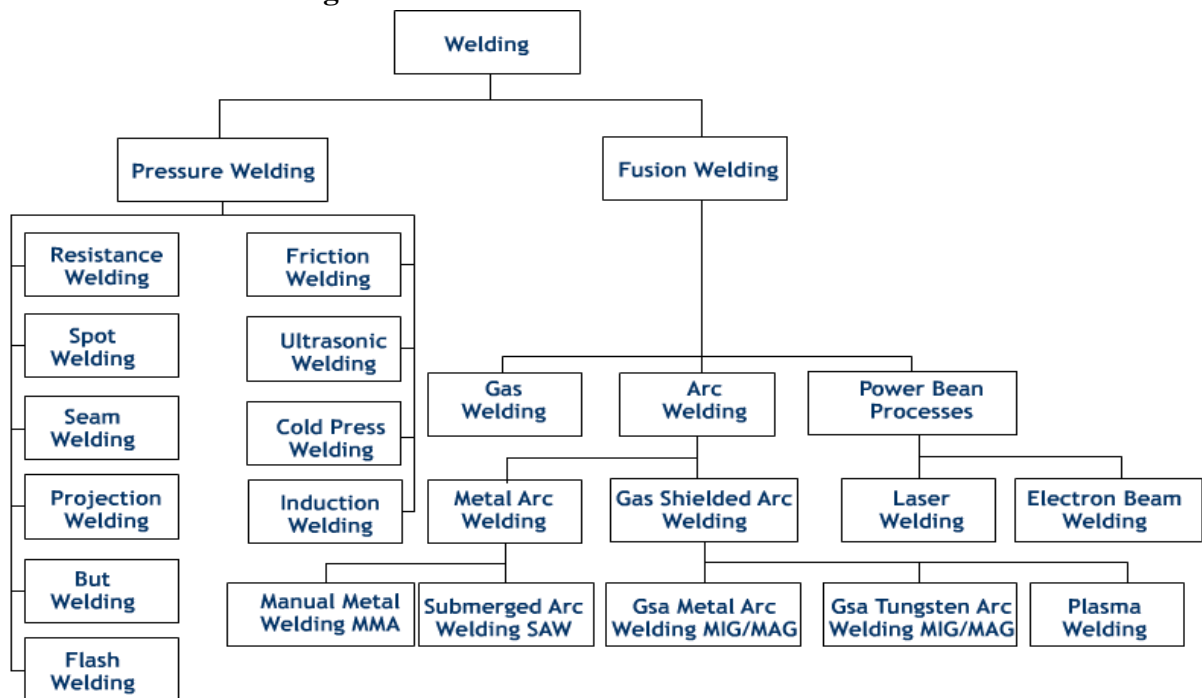 Welding
Pressure Welding
Fusion Welding
Resistance
Welding
Friction
Welding
Spot
Welding
Ultrasonic
Welding
Seam
Welding
Cold Press
Welding
Projection
Welding
Induction
Welding
But
Welding
Flash
Welding
Gas
Welding
Arc
Welding
Power Bean
Processes
Metal Arc
Welding
Gas Shielded Arc
Welding
Laser
Welding
Electron Beam
Welding
Manual Metal
Welding MMA
Submerged Arc
Welding SAW
Gsa Metal Arc
Welding MIG/MAG
Gsa Tungsten Arc
Welding MIG/MAG
Plasma
Welding